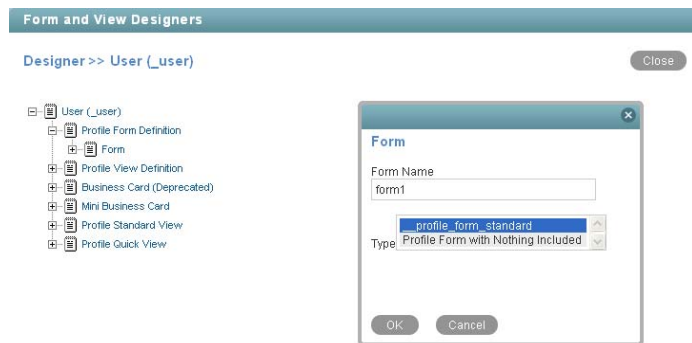 Form and View Designers
Designer >> User (_user)
Close
User (_user)
Profile Form Definition
Form
Profile View Definition
Business Card (Deprecated)
Mini Business Card
Profile Standard View
Profile Quick View
Form
Form Name
form1
__profile_form_standard
Type Profile Form with Nothing Included
OK Cancel